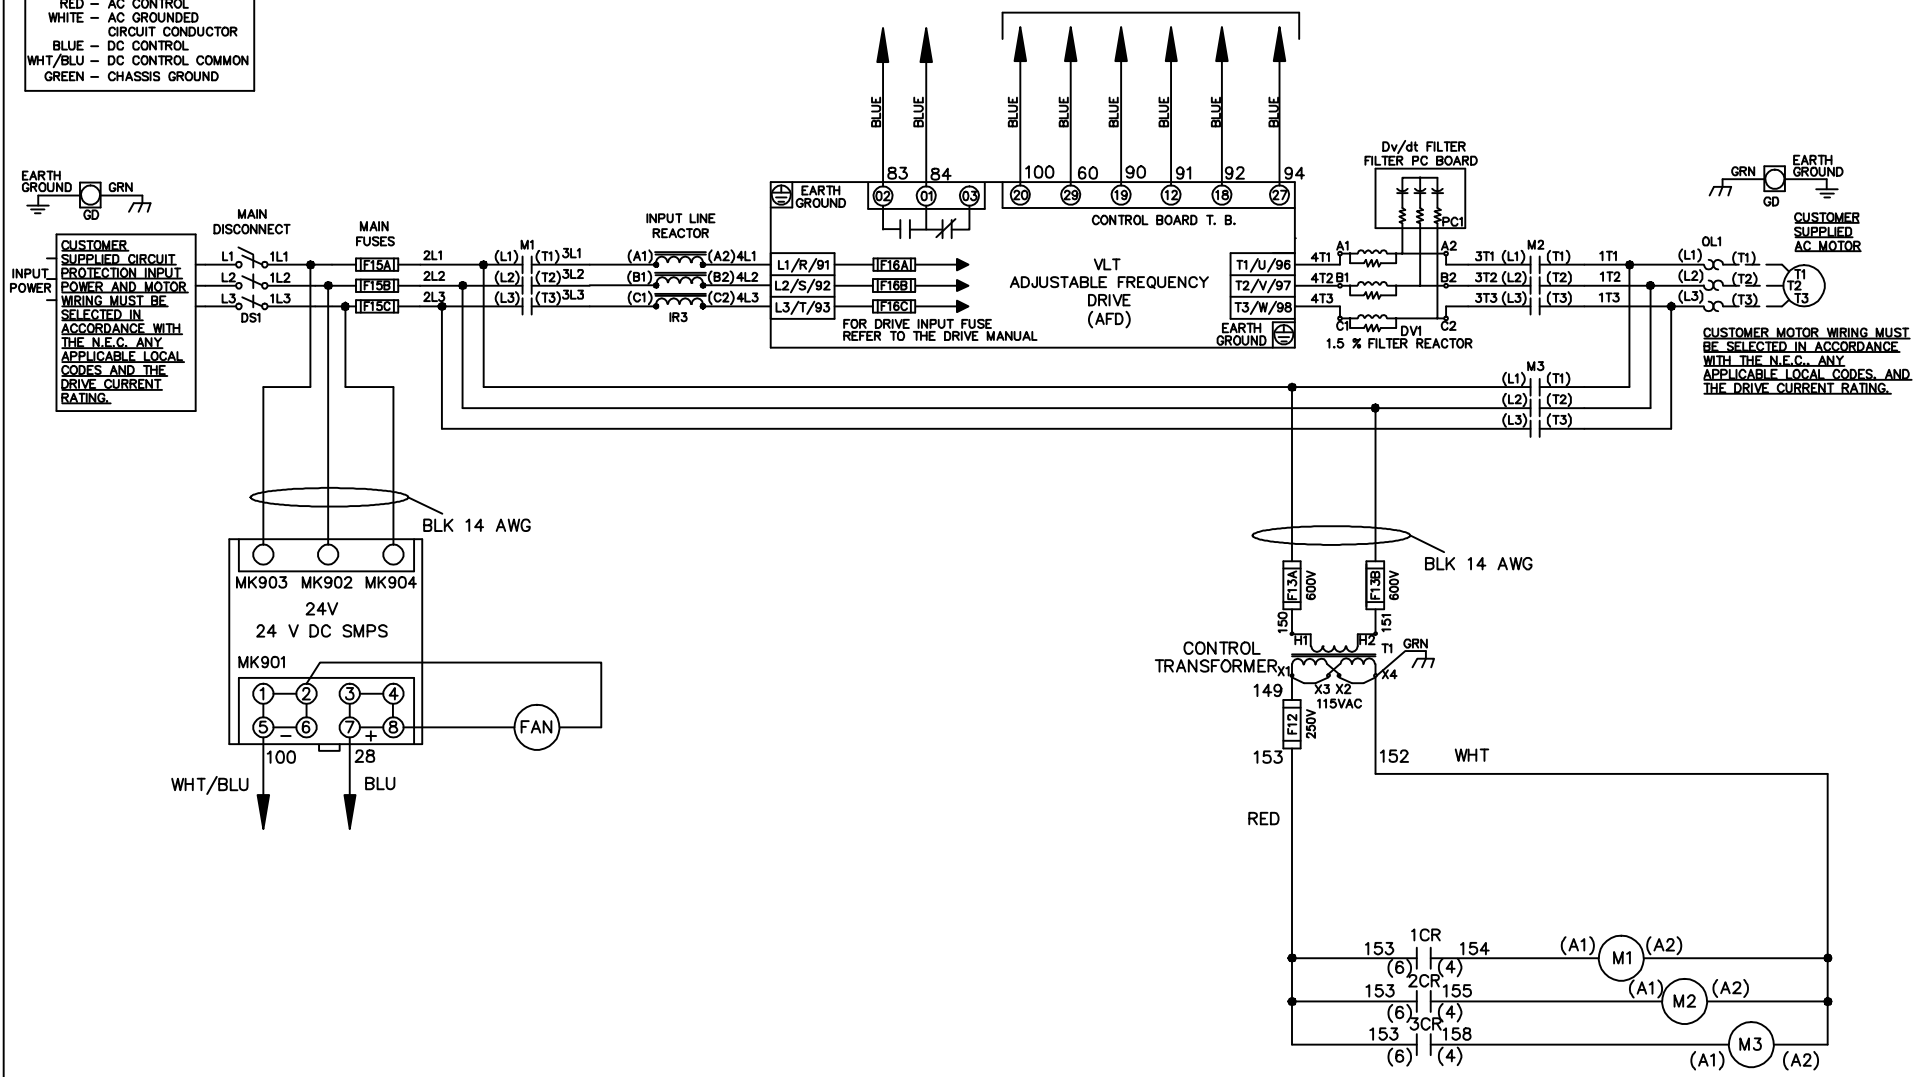 RED – AC CONTROL
WHITE – AC GROUNDED
CIRCUIT CONDUCTOR
BLUE – DC CONTROL
WHT/BLU – DC CONTROL COMMON
GREEN – CHASSIS GROUND
EARTH
GROUND
GRN
GD
INPUT
POWER
CUSTOMER
SUPPLIED CIRCUIT
PROTECTION INPUT
POWER AND MOTOR
WIRING MUST BE
SELECTED IN
ACCORDANCE WITH
THE N.E.C. ANY
APPLICABLE LOCAL
CODES AND THE
DRIVE CURRENT
RATING.
MAIN
DISCONNECT
L1 1L1
L2 1L2
L3 1L3
DS1
MAIN
FUSES
F15A
F15B
F15C
2L1
2L2
2L3
M1
(L1) (T1) 3L1
(L2) (T2) 3L2
(L3) (T3) 3L3
INPUT LINE
REACTOR
(A1) (A2) 4L1
(B1) (B2) 4L2
(C1) (C2) 4L3
IR3
BLUE
BLUE
BLUE
BLUE
BLUE
BLUE
BLUE
BLUE
83 84
100 60 90 91 92 94
EARTH
GROUND
02 01 03
20 29 19 12 18 27
CONTROL BOARD T. B.
L1/R/91
L2/S/92
L3/T/93
F16A
F16B
F16C
FOR DRIVE INPUT FUSE
REFER TO THE DRIVE MANUAL
VLT
ADJUSTABLE FREQUENCY
DRIVE
(AFD)
T1/U/96
T2/V/97
T3/W/98
EARTH
GROUND
Dv/dt FILTER
FILTER PC BOARD
PC1
4T1 A1 A2
4T2 B1 B2
4T3
C1 DV1 C2
1.5 % FILTER REACTOR
M2
3T1 (L1) (T1) 1T1
3T2 (L2) (T2) 1T2
3T3 (L3) (T3) 1T3
OL1
(L1) (T1)
(L2) (T2)
(L3) (T3)
T1
T2
T3
GRN
EARTH
GROUND
GD
CUSTOMER
SUPPLIED
AC MOTOR
CUSTOMER MOTOR WIRING MUST
BE SELECTED IN ACCORDANCE
WITH THE N.E.C., ANY
APPLICABLE LOCAL CODES, AND
THE DRIVE CURRENT RATING.
M3
(L1) (T1)
(L2) (T2)
(L3) (T3)
BLK 14 AWG
MK903 MK902 MK904
24V
24 V DC SMPS
MK901
1 2 3 4
5 – 6 7 + 8
FAN
100 28
WHT/BLU BLU
BLK 14 AWG
F13A
600V
F13B
600V
150
151
H1 H2
T1
GRN
CONTROL
TRANSFORMER
X1 X3 X2 X4
115VAC
149
F12
250V
153
152 WHT
RED
1CR
153 154 (A1) M1 (A2)
(6) (4)
2CR
153 155 (A1) M2 (A2)
(6) (4)
3CR
153 158 M3
(6) (4) (A1) (A2)